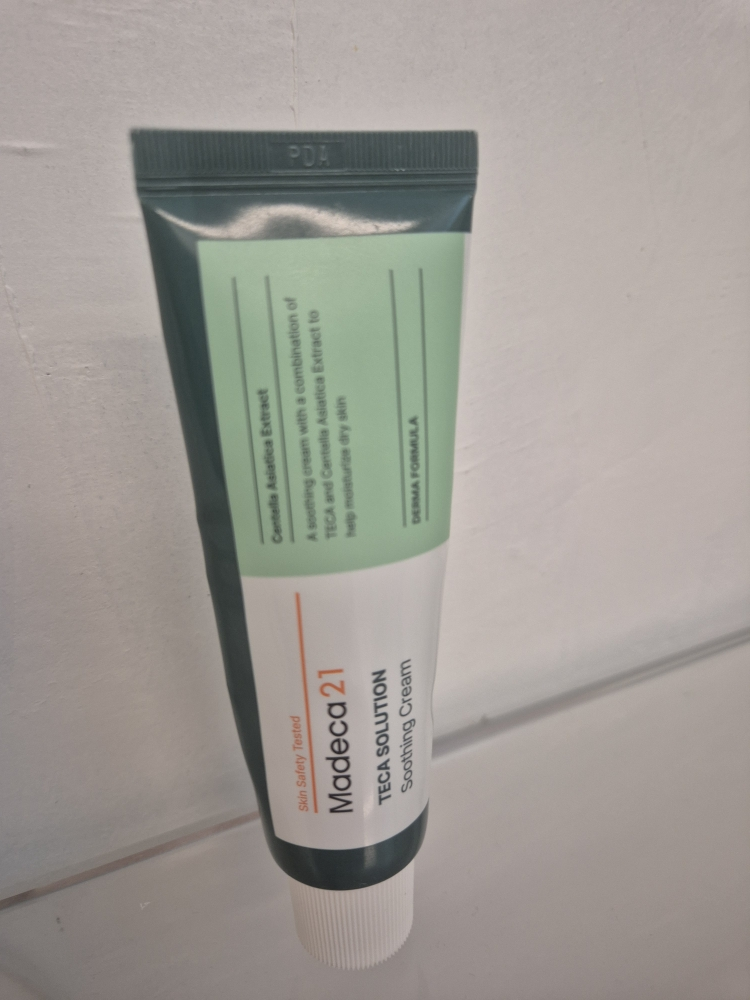 PDA
Centella Asiatica Extract
A soothing cream with a combination of
TECA and Centella Asiatica Extract to
help moisturize dry skin
DERMA FORMULA
Skin Safety Tested
Madeca 21
TECA SOLUTION
Soothing Cream